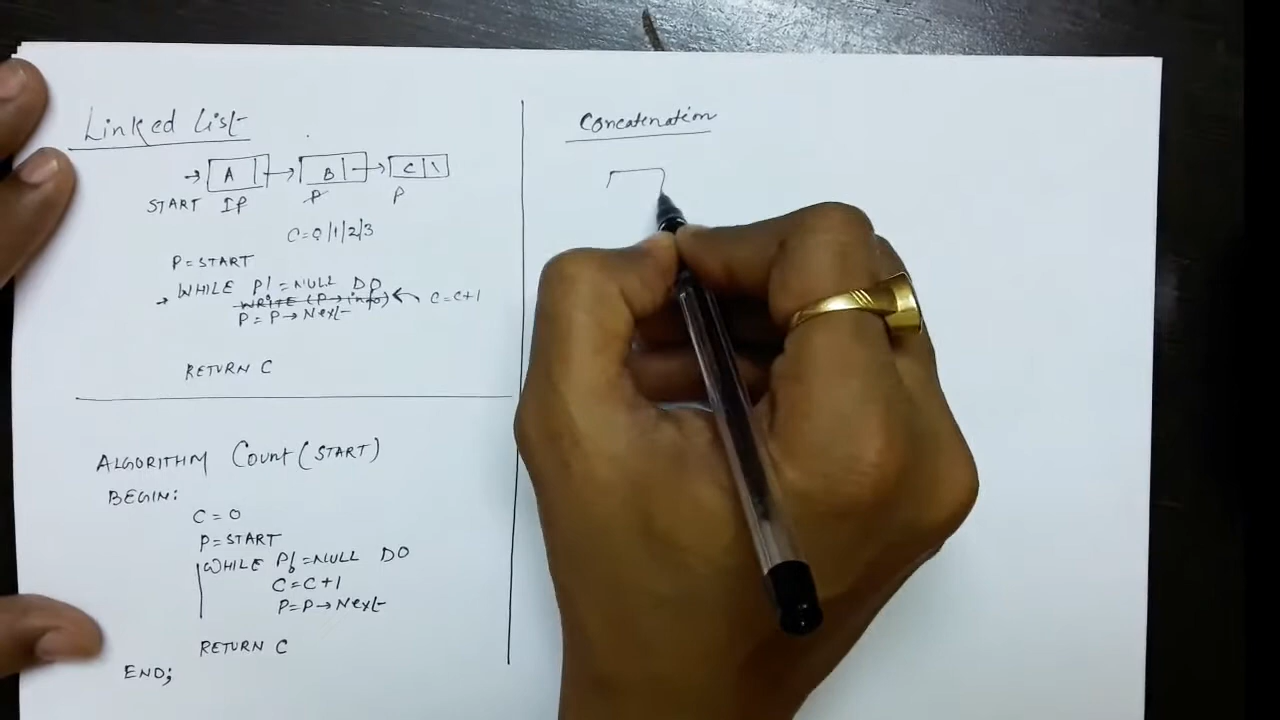 Linked List
A B C
START IP P P
C=0/1/2/3
P=START
WHILE P!=NULL DO
WRITE (P→info) C=C+1
P=P→Next
RETURN C
ALGORITHM Count(START)
BEGIN:
C=0
P=START
WHILE P!=NULL DO
C=C+1
P=P→Next
RETURN C
END;
Concatenation